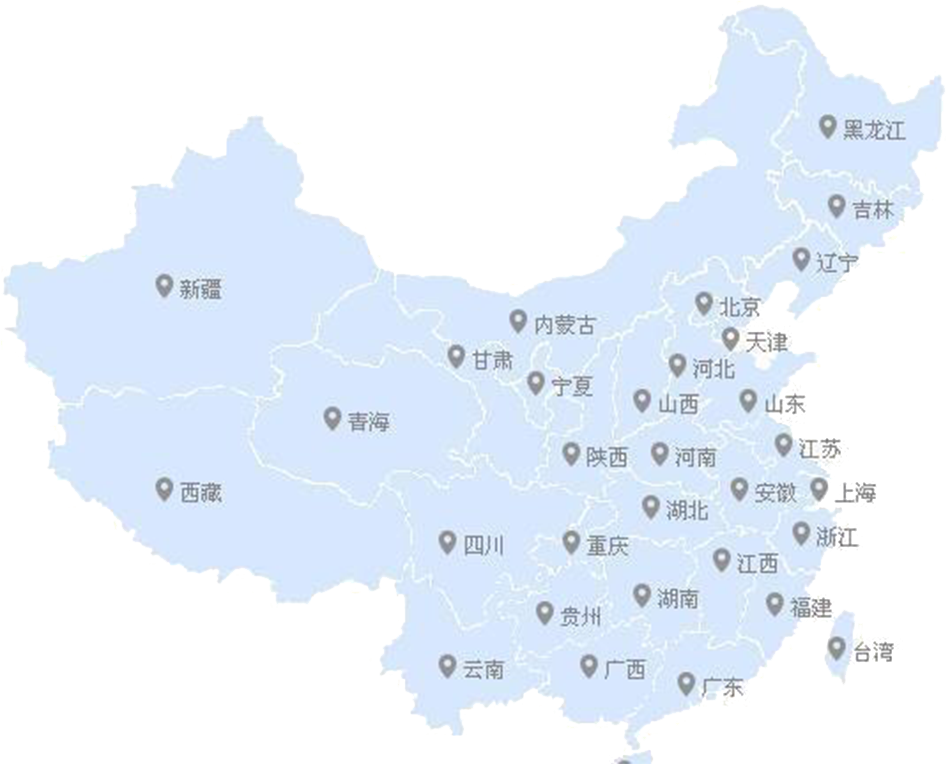 黑龙江
吉林
辽宁
新疆
北京
内蒙古
天津
甘肃
河北
宁夏
山西
山东
青海
江苏
陕西
河南
西藏
安徽
上海
湖北
浙江
四川
重庆
江西
湖南
福建
贵州
台湾
云南
广西
广东